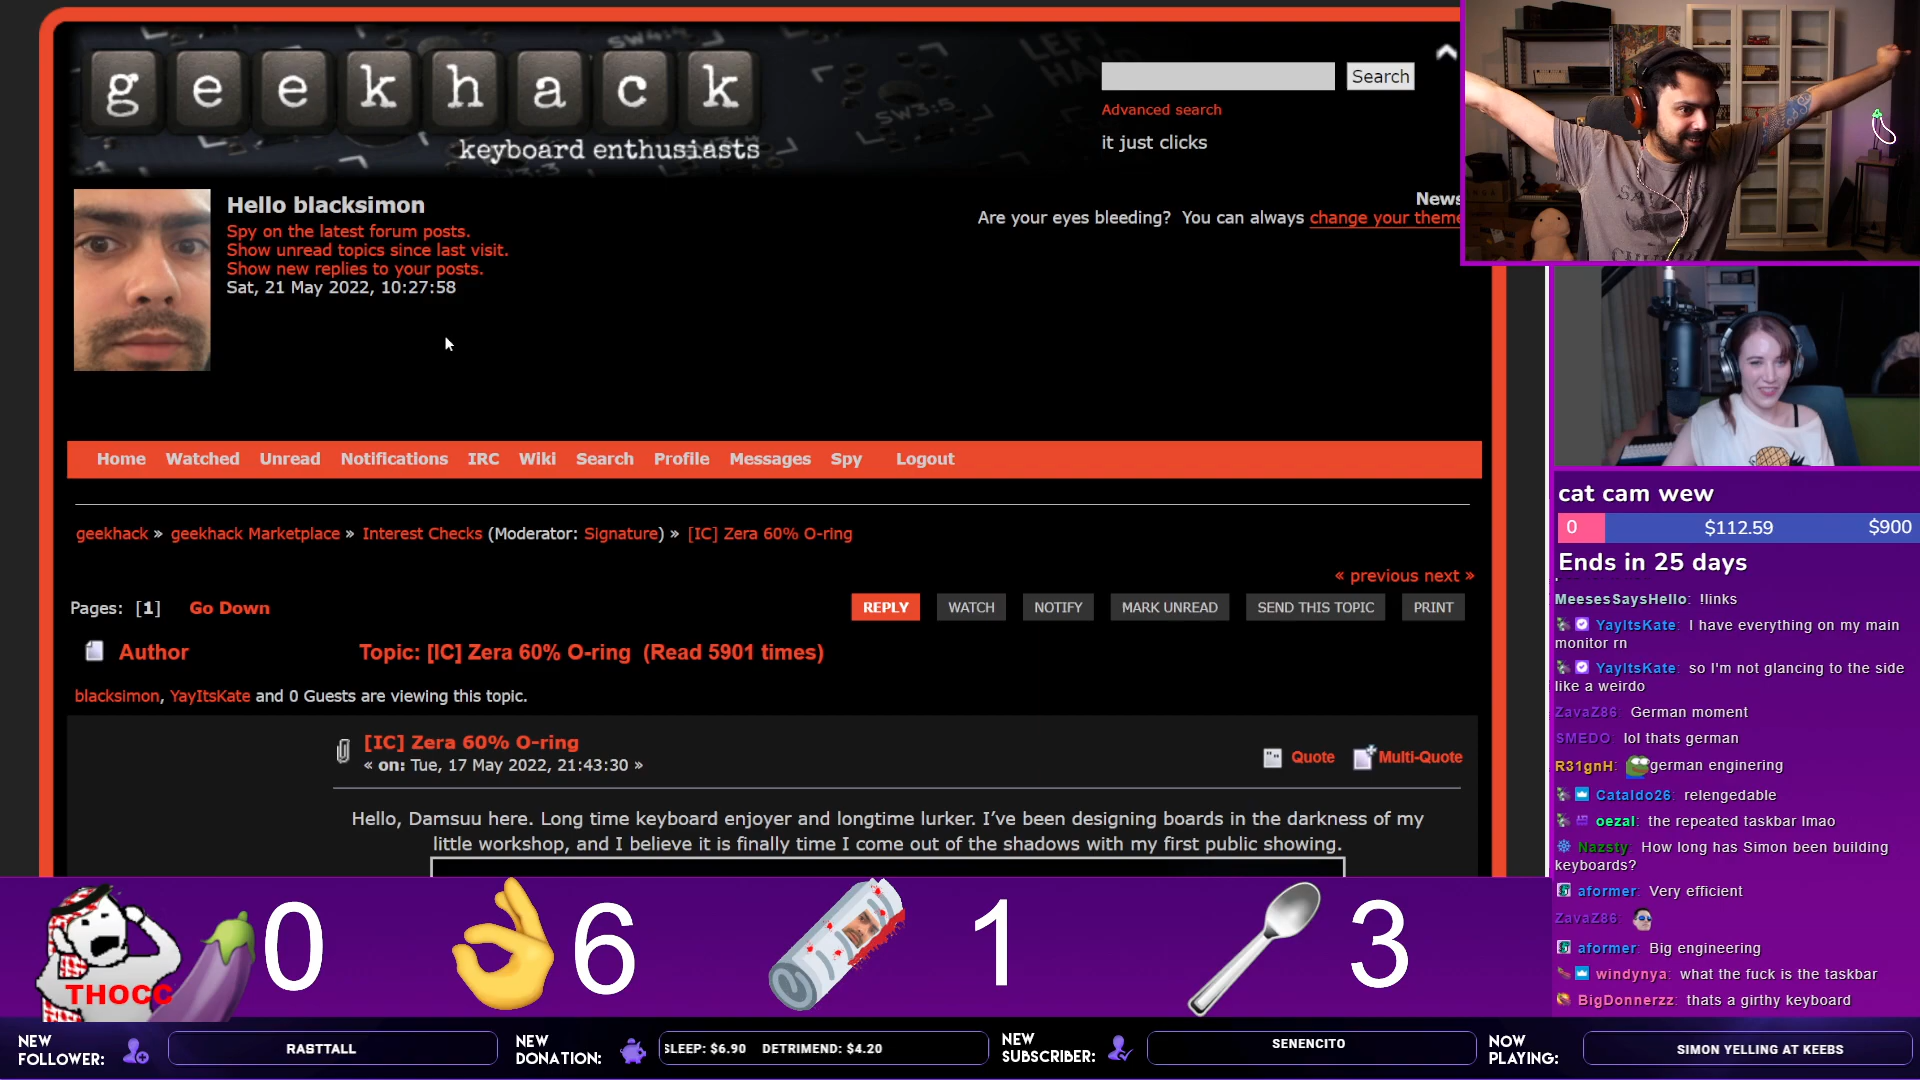 geekhack
keyboard enthusiasts
Search
Advanced search
it just clicks
Hello blacksimon
Spy on the latest forum posts.
Show unread topics since last visit.
Show new replies to your posts.
Sat, 21 May 2022, 10:27:58
News
Are your eyes bleeding? You can always change your theme
Home Watched Unread Notifications IRC Wiki Search Profile Messages Spy Logout
geekhack » geekhack Marketplace » Interest Checks (Moderator: Signature) » [IC] Zera 60% O-ring
« previous next »
Pages: [1] Go Down
REPLY WATCH NOTIFY MARK UNREAD SEND THIS TOPIC PRINT
Author Topic: [IC] Zera 60% O-ring (Read 5901 times)
blacksimon, YayItsKate and 0 Guests are viewing this topic.
[IC] Zera 60% O-ring
« on: Tue, 17 May 2022, 21:43:30 »
Quote Multi-Quote
Hello, Damsuu here. Long time keyboard enjoyer and longtime lurker. I've been designing boards in the darkness of my
little workshop, and I believe it is finally time I come out of the shadows with my first public showing.
cat cam wew
0 $112.59 $900
Ends in 25 days
MeesesSaysHello: !links
YayItsKate: I have everything on my main
monitor rn
YayItsKate: so I'm not glancing to the side
like a weirdo
ZavaZ86: German moment
SMEDO: lol thats german
R31gnH: german enginering
Cataldo26: relengedable
oezal: the repeated taskbar lmao
Nazsty: How long has Simon been building
keyboards?
aformer: Very efficient
ZavaZ86:
aformer: Big engineering
windynya: what the fuck is the taskbar
BigDonnerzz: thats a girthy keyboard
THOCC 0 6 1 3
NEW
FOLLOWER:
RASTTALL
NEW
DONATION:
SLEEP: $6.90 DETRIMEND: $4.20
NEW
SUBSCRIBER:
SENENCITO
NOW
PLAYING:
SIMON YELLING AT KEEBS